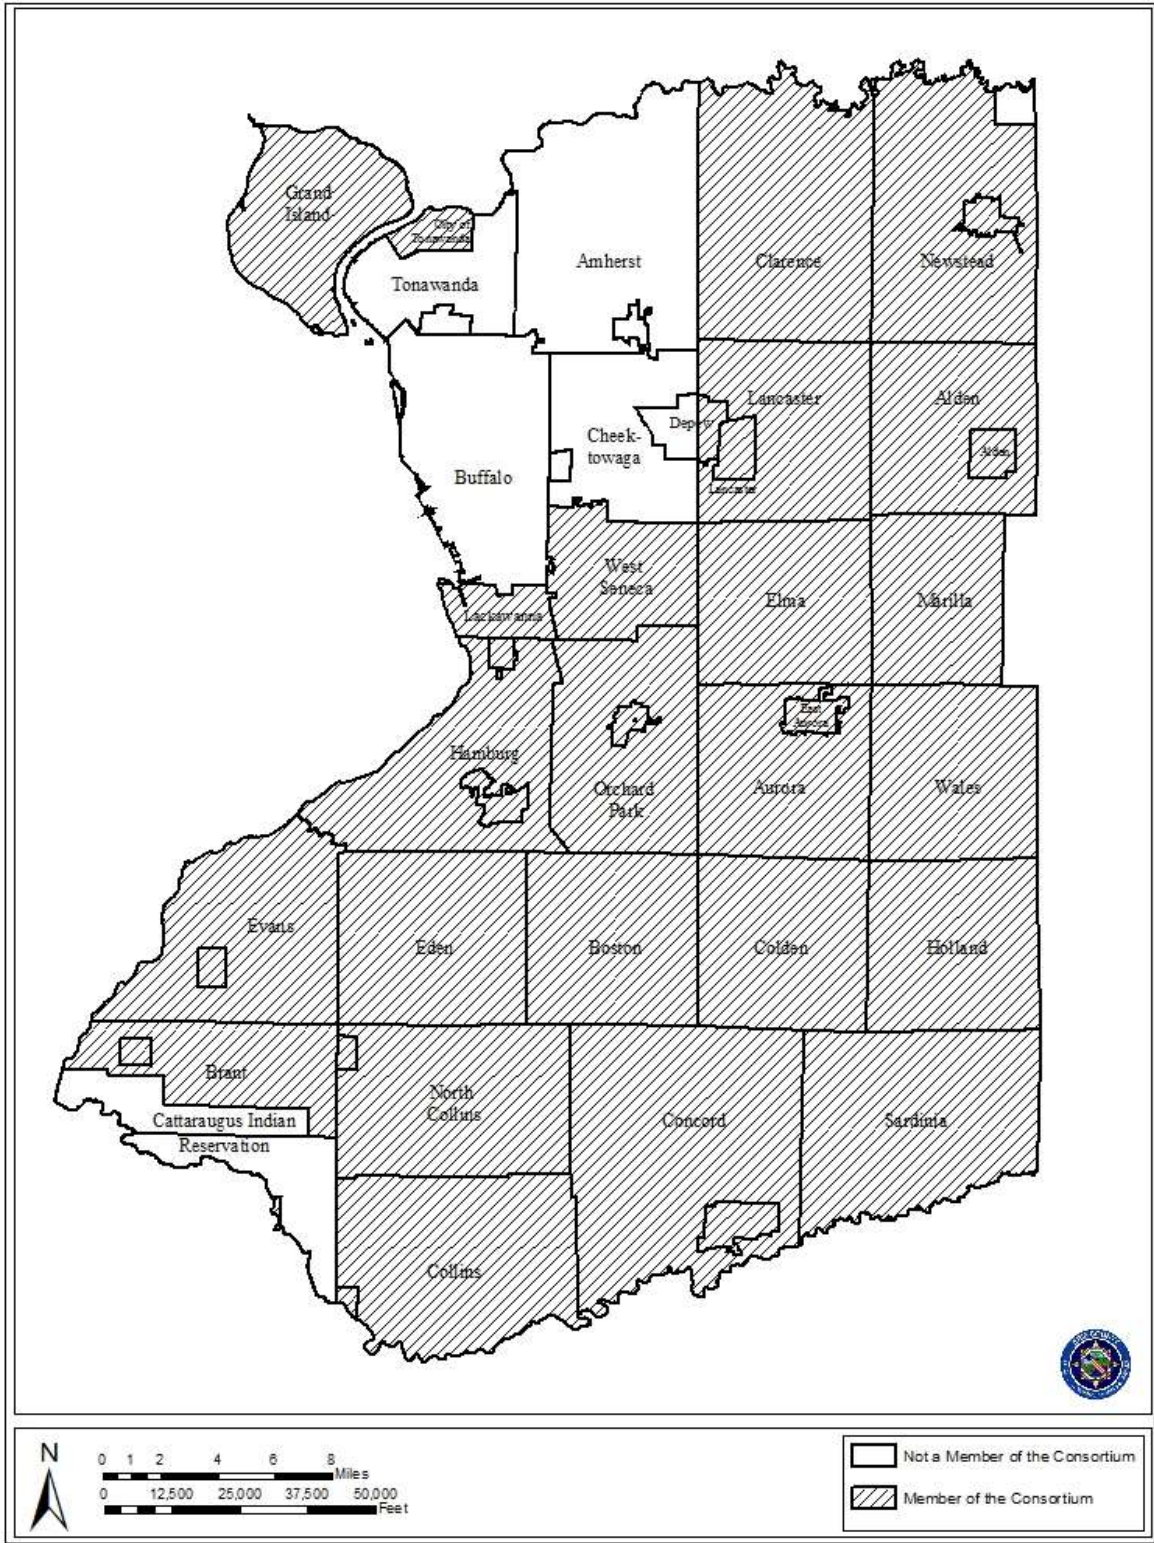 Grand
Island
City of
Tonawanda
Tonawanda
Amherst
Clarence
Newstead
Lancaster
Alden
Depew
Cheek-
towaga
Alden
Buffalo
Lancaster
West
Seneca
Elma
Marilla
Lackawanna
East
Aurora
Hamburg
Orchard
Park
Aurora
Wales
Evans
Eden
Boston
Colden
Holland
Brant
North
Collins
Concord
Sardinia
Cattaraugus Indian
Reservation
Collins
N
0 1 2 4 6 8
Miles
0 12,500 25,000 37,500 50,000
Feet
Not a Member of the Consortium
Member of the Consortium